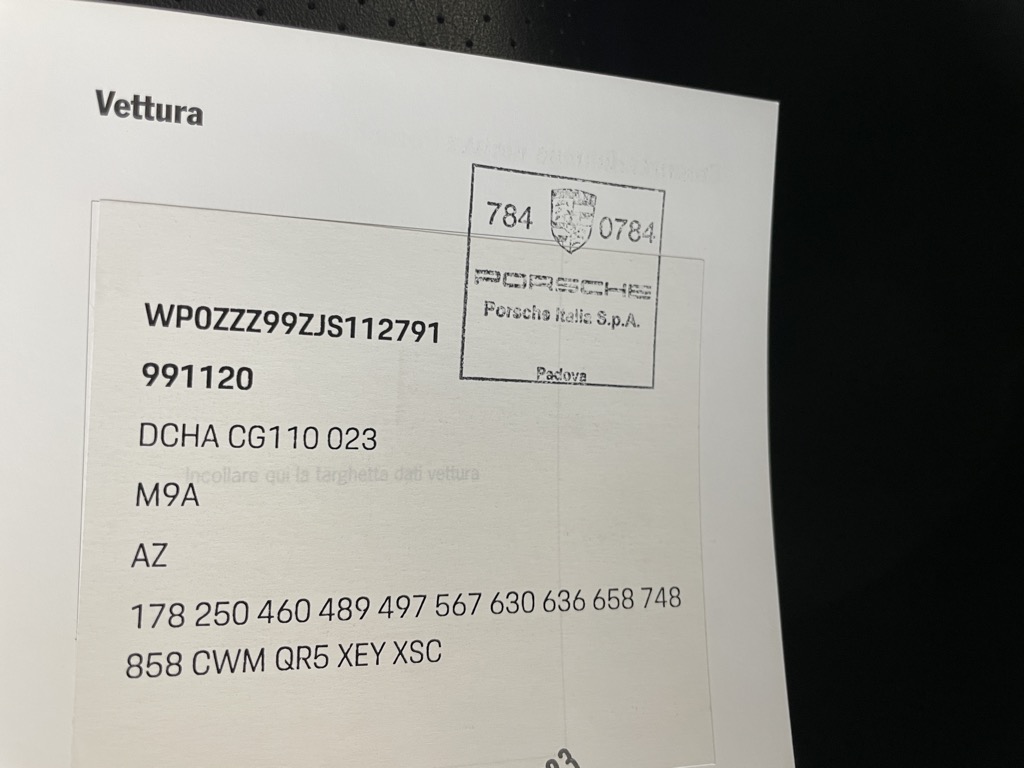 Vettura
784 0784
PORSCHE
Porsche Italia S.p.A.
Padova
WP0ZZZ99ZJS112791
991120
DCHA CG110 023
Incollare qui la targhetta dati vettura
M9A
AZ
178 250 460 489 497 567 630 636 658 748
858 CWM QR5 XEY XSC